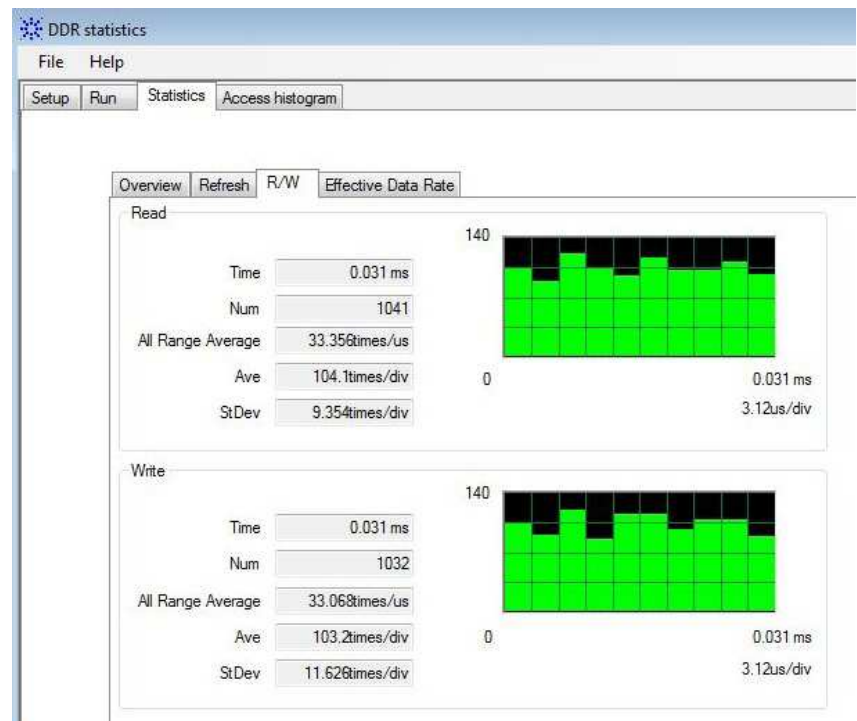 DDR statistics
File Help
Setup Run Statistics Access histogram
Overview Refresh R/W Effective Data Rate
Read
140
Time 0.031 ms
Num 1041
All Range Average 33.356times/us
Ave 104.1times/div
0 0.031 ms
StDev 9.354times/div
3.12us/div
Write
140
Time 0.031 ms
Num 1032
All Range Average 33.068times/us
Ave 103.2times/div
0 0.031 ms
StDev 11.626times/div
3.12us/div